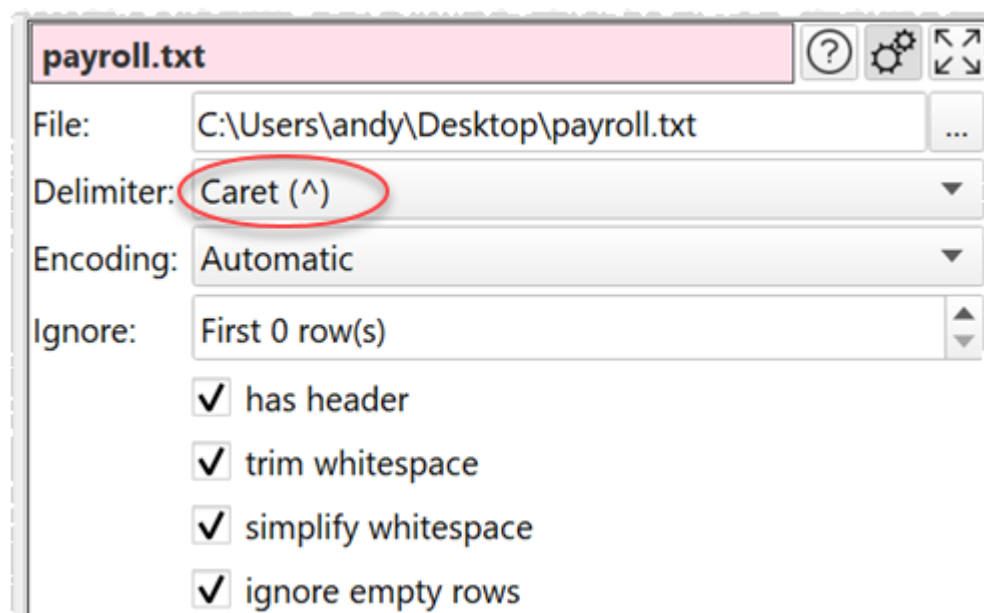 payroll.txt
File: C:\Users\andy\Desktop\payroll.txt ...
Delimiter: Caret (^)
Encoding: Automatic
Ignore: First 0 row(s)
has header
trim whitespace
simplify whitespace
ignore empty rows